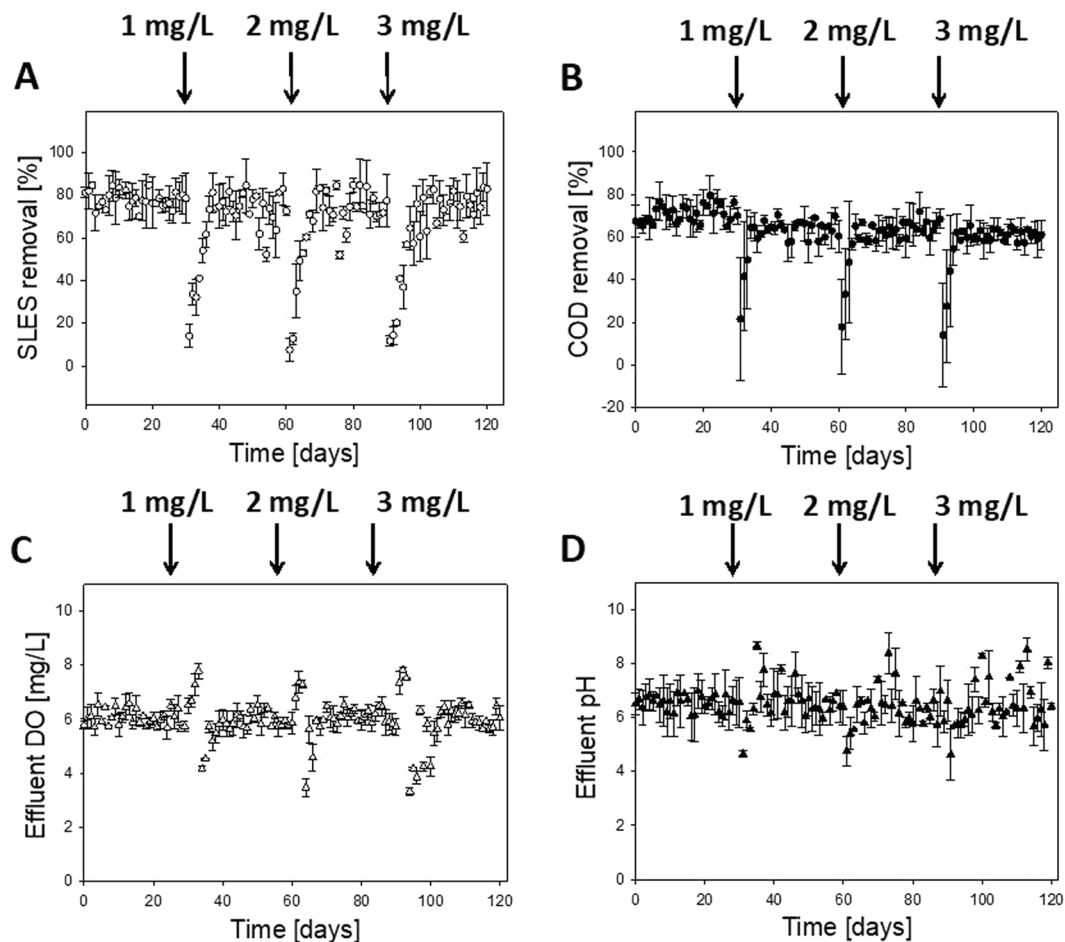 1 mg/L 2 mg/L 3 mg/L
A
SLES removal [%]
100
80
60
40
20
0
0 20 40 60 80 100 120
Time [days]
1 mg/L 2 mg/L 3 mg/L
B
COD removal [%]
100
80
60
40
20
0
-20
0 20 40 60 80 100 120
Time [days]
1 mg/L 2 mg/L 3 mg/L
C
Effluent DO [mg/L]
10
8
6
4
2
0
0 20 40 60 80 100 120
Time [days]
1 mg/L 2 mg/L 3 mg/L
D
Effluent pH
10
8
6
4
2
0
0 20 40 60 80 100 120
Time [days]